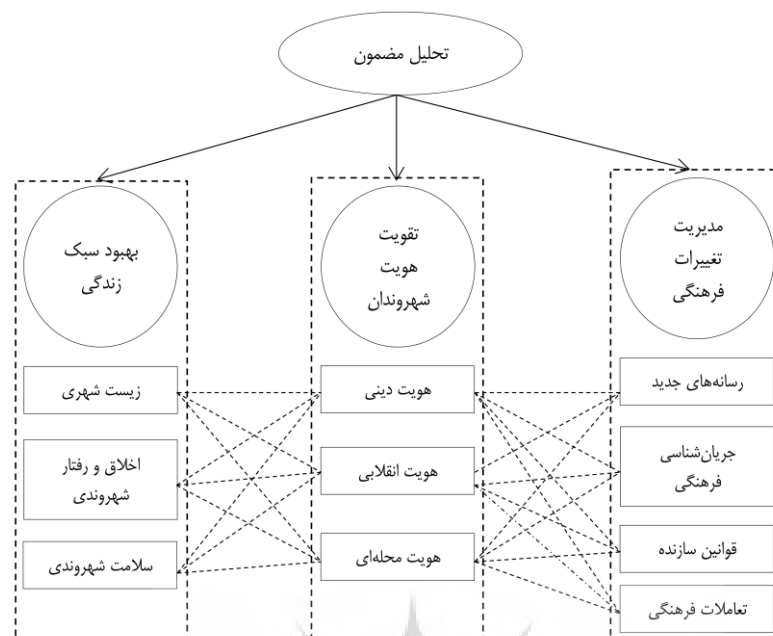 تحلیل مضمون
مدیریت
تغییرات
فرهنگی
رسانه‌های جدید
جریان‌شناسی
فرهنگی
قوانین سازنده
تعاملات فرهنگی
تقویت
هویت
شهروندان
هویت دینی
هویت انقلابی
هویت محله‌ای
بهبود سبک
زندگی
زیست شهری
اخلاق و رفتار
شهروندی
سلامت شهروندی